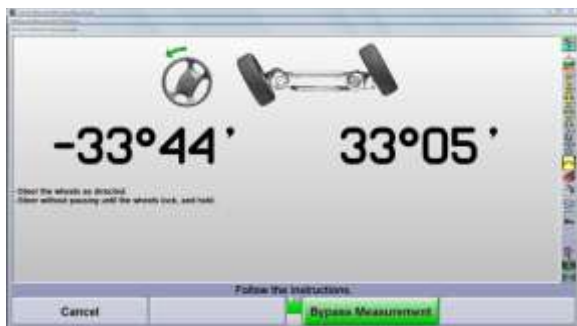 -33°44' 33°05'
- Steer the wheels as directed.
- Steer without pausing until the wheels lock, and hold.
Follow the instructions.
Cancel Bypass Measurement